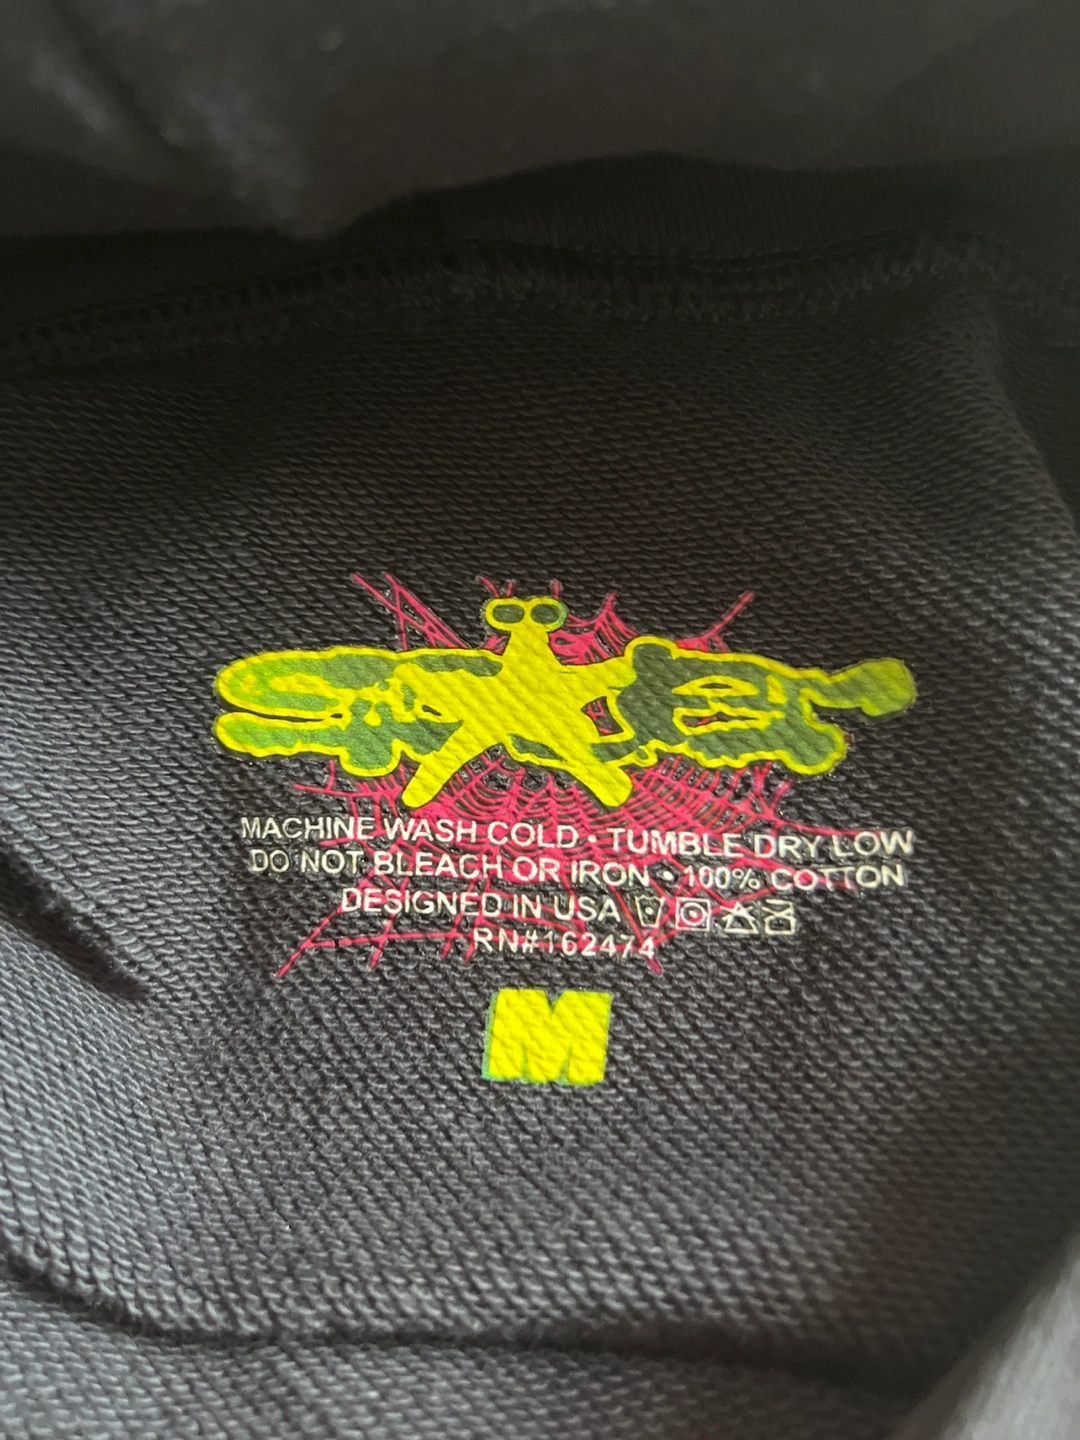 MACHINE WASH COLD • TUMBLE DRY LOW
DO NOT BLEACH OR IRON • 100% COTTON
DESIGNED IN USA
RN#162474
M